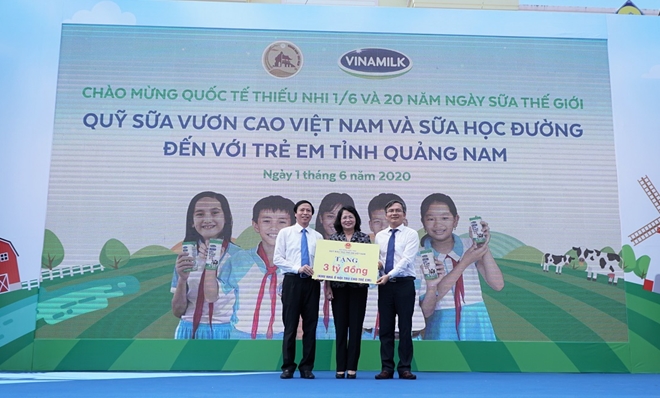 VINAMILK
CHÀO MỪNG QUỐC TẾ THIẾU NHI 1/6 VÀ 20 NĂM NGÀY SỮA THẾ GIỚI
QUỸ SỮA VƯƠN CAO VIỆT NAM VÀ SỮA HỌC ĐƯỜNG
ĐẾN VỚI TRẺ EM TỈNH QUẢNG NAM
Ngày 1 tháng 6 năm 2020
TẶNG
3 tỷ đồng